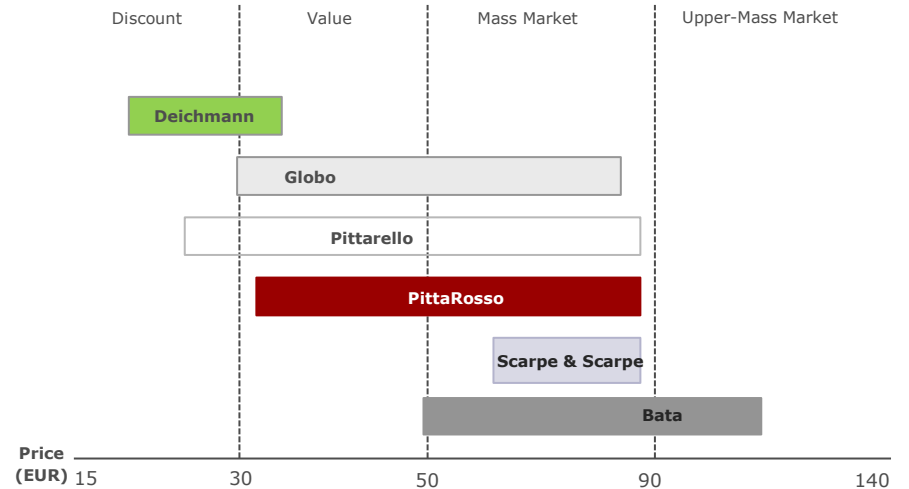 Discount Value Mass Market Upper-Mass Market
Deichmann
Globo
Pittarello
PittaRosso
Scarpe & Scarpe
Bata
Price
(EUR) 15 30 50 90 140